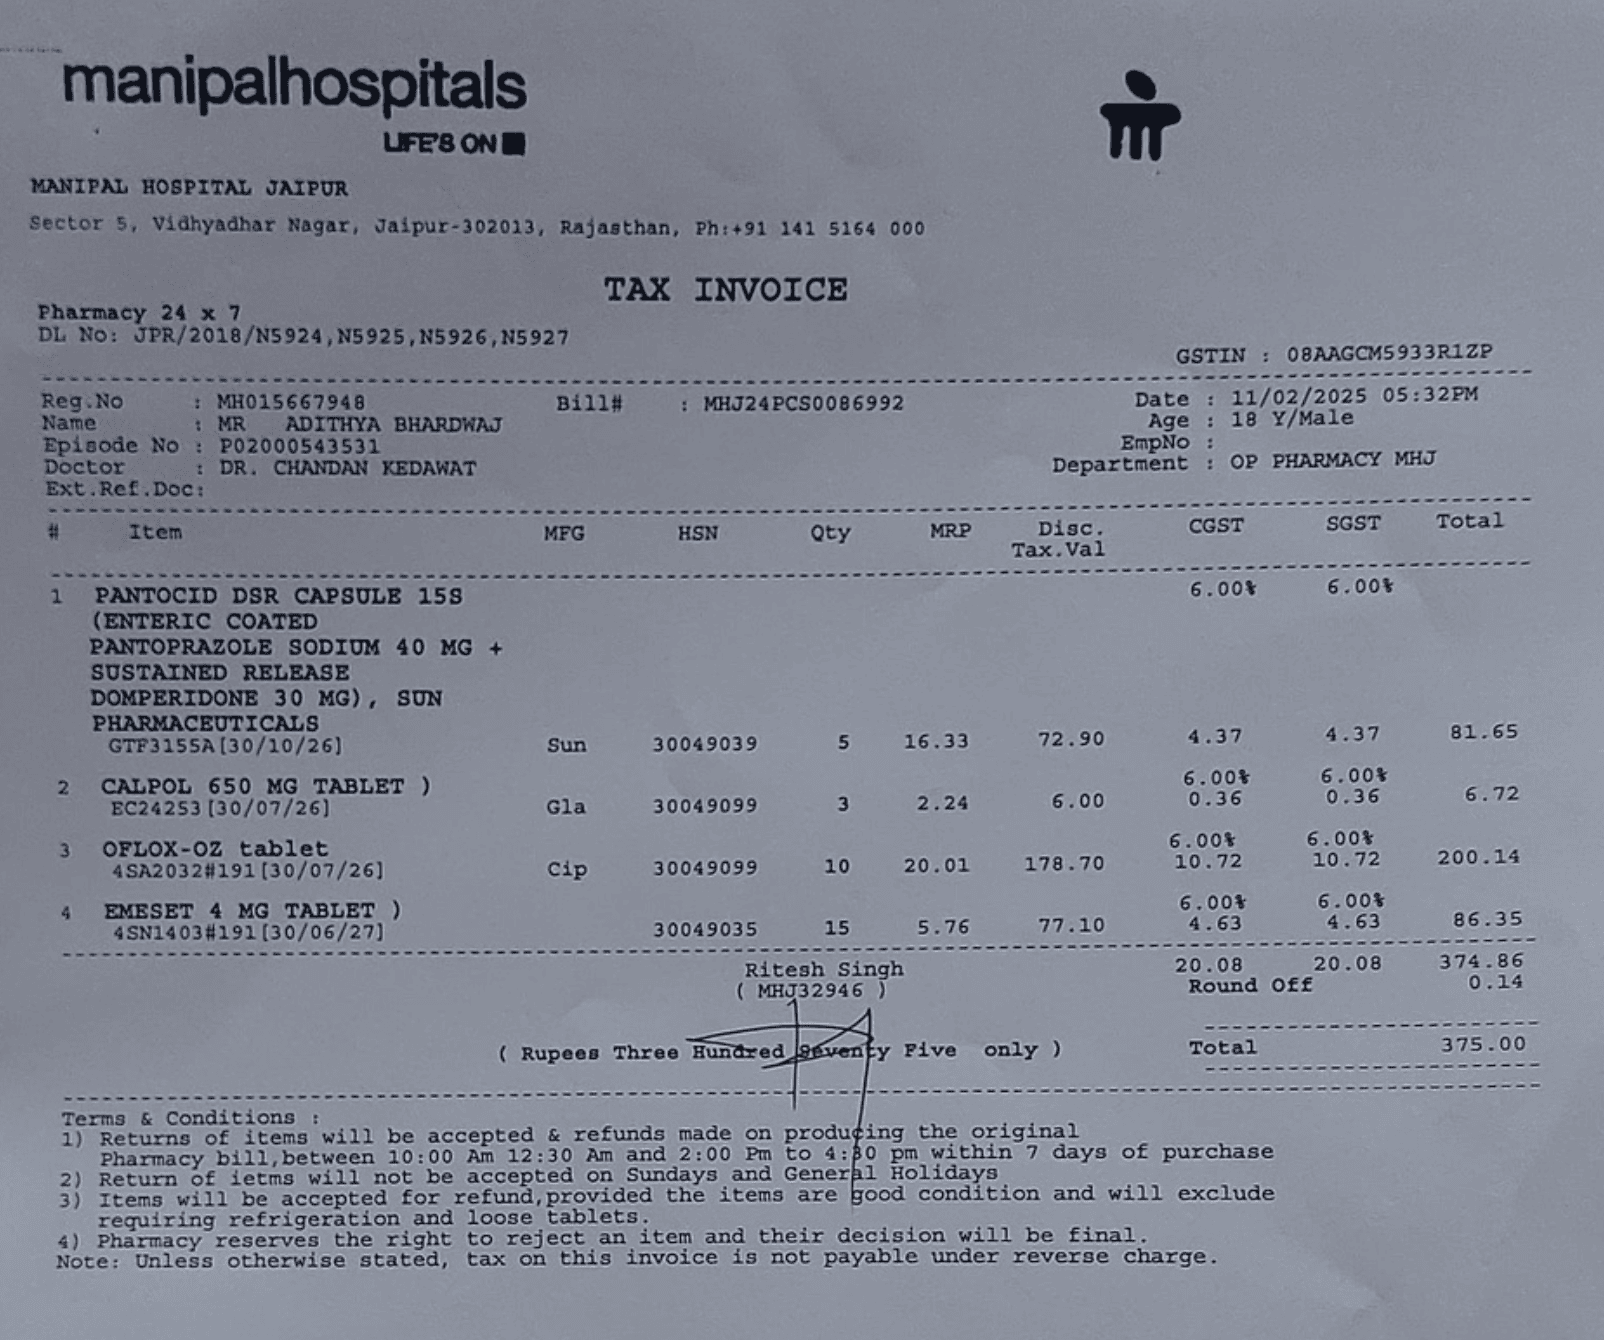 manipalhospitals
LIFE'S ON
MANIPAL HOSPITAL JAIPUR
Sector 5, Vidhyadhar Nagar, Jaipur-302013, Rajasthan, Ph:+91 141 5164 000
TAX INVOICE
Pharmacy 24 x 7
DL No: JPR/2018/N5924,N5925,N5926,N5927
GSTIN : 08AAGCM5933R1ZP
Reg.No : MH015667948 Bill# : MHJ24PCS0086992 Date : 11/02/2025 05:32PM
Name : MR ADITHYA BHARDWAJ Age : 18 Y/Male
Episode No : P02000543531 EmpNo :
Doctor : DR. CHANDAN KEDAWAT Department : OP PHARMACY MHJ
Ext.Ref.Doc:
# Item MFG HSN Qty MRP Disc. CGST SGST Total
Tax.Val
1 PANTOCID DSR CAPSULE 15S 6.00% 6.00%
(ENTERIC COATED
PANTOPRAZOLE SODIUM 40 MG +
SUSTAINED RELEASE
DOMPERIDONE 30 MG), SUN
PHARMACEUTICALS
GTF3155A[30/10/26] Sun 30049039 5 16.33 72.90 4.37 4.37 81.65
2 CALPOL 650 MG TABLET ) 6.00% 6.00%
EC24253[30/07/26] Gla 30049099 3 2.24 6.00 0.36 0.36 6.72
3 OFLOX-OZ tablet 6.00% 6.00%
4SA2032#191[30/07/26] Cip 30049099 10 20.01 178.70 10.72 10.72 200.14
4 EMESET 4 MG TABLET ) 6.00% 6.00%
4SN1403#191[30/06/27] 30049035 15 5.76 77.10 4.63 4.63 86.35
Ritesh Singh 20.08 20.08 374.86
( MHJ32946 ) Round Off 0.14
( Rupees Three Hundred Seventy Five only ) Total 375.00
Terms & Conditions :
1) Returns of items will be accepted & refunds made on producing the original
Pharmacy bill,between 10:00 Am 12:30 Am and 2:00 Pm to 4:30 pm within 7 days of purchase
2) Return of ietms will not be accepted on Sundays and General Holidays
3) Items will be accepted for refund,provided the items are good condition and will exclude
requiring refrigeration and loose tablets.
4) Pharmacy reserves the right to reject an item and their decision will be final.
Note: Unless otherwise stated, tax on this invoice is not payable under reverse charge.